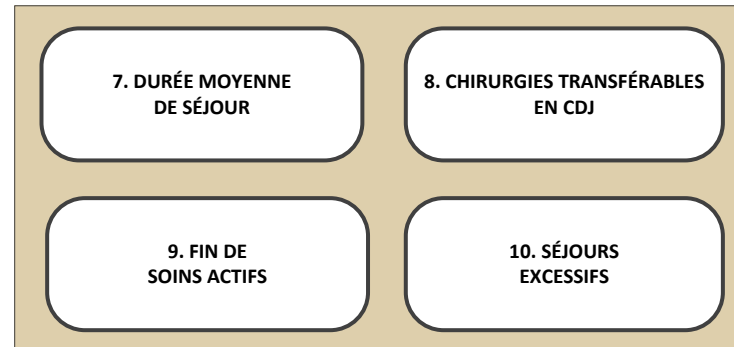 7. DURÉE MOYENNE
DE SÉJOUR
8. CHIRURGIES TRANSFÉRABLES
EN CDJ
9. FIN DE
SOINS ACTIFS
10. SÉJOURS
EXCESSIFS